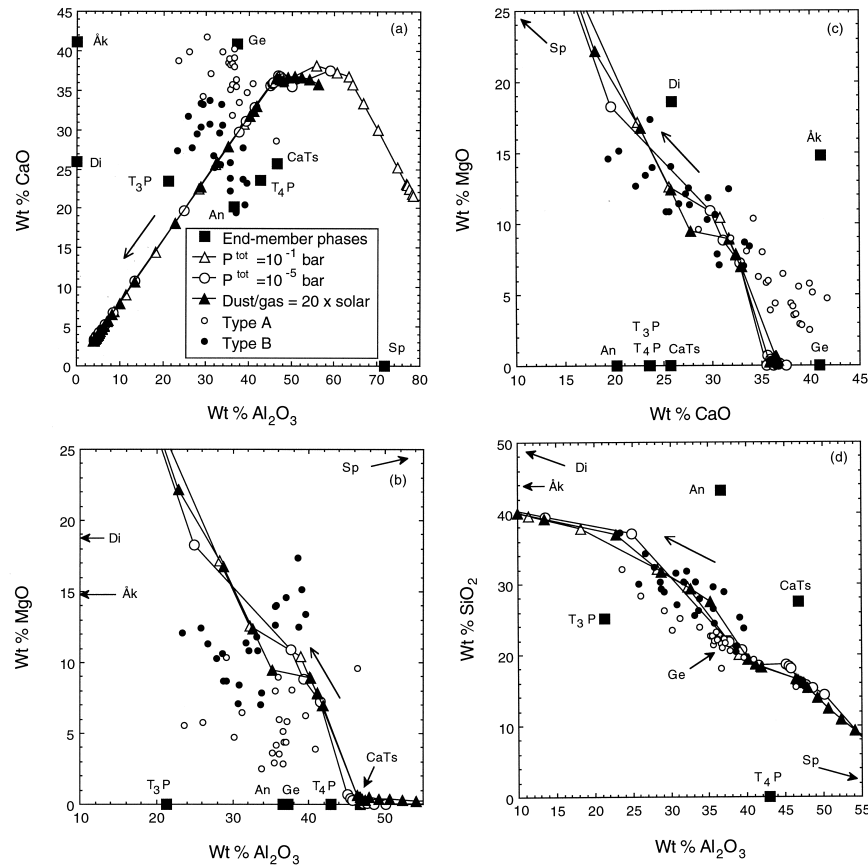 (a)
45
40
35
30
25
20
15
10
5
0
Wt % CaO
Åk
Ge
Di
CaTs
T3P
T4P
An
Sp
End-member phases
P^tot = 10^-1 bar
P^tot = 10^-5 bar
Dust/gas = 20 x solar
Type A
Type B
0 10 20 30 40 50 60 70 80
Wt % Al2O3
(c)
25
20
15
10
5
0
Wt % MgO
Sp
Di
Åk
T3P
An T4P CaTs Ge
10 15 20 25 30 35 40 45
Wt % CaO
(b)
25
20
15
10
5
0
Wt % MgO
Sp
Di
Åk
CaTs
T3P An Ge T4P
10 20 30 40 50
Wt % Al2O3
(d)
50
40
30
20
10
0
Wt % SiO2
Di
Åk
An
CaTs
T3P
Ge
Sp
T4P
10 15 20 25 30 35 40 45 50 55
Wt % Al2O3